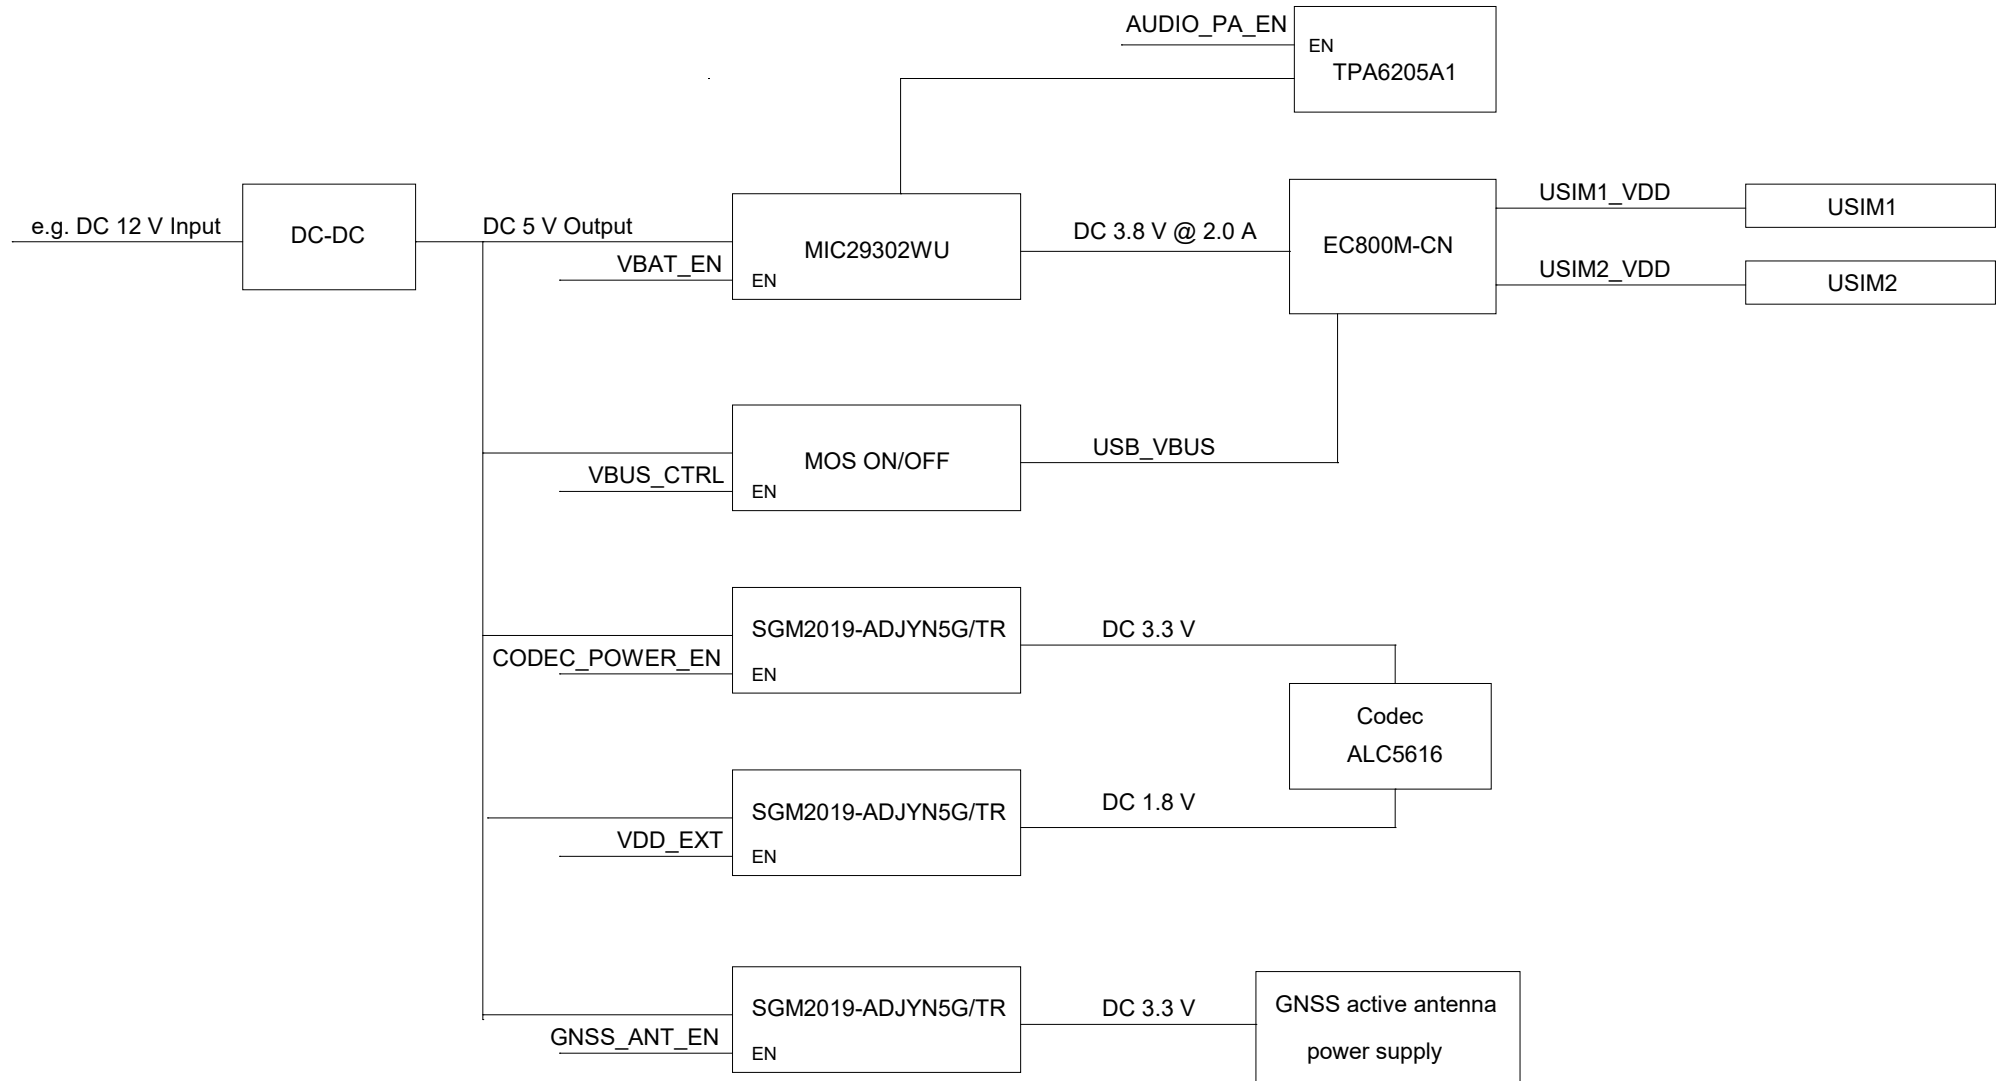 AUDIO_PA_EN
EN
TPA6205A1
e.g. DC 12 V Input
DC-DC
DC 5 V Output
VBAT_EN
MIC29302WU
EN
DC 3.8 V @ 2.0 A
EC800M-CN
USIM1_VDD
USIM1
USIM2_VDD
USIM2
VBUS_CTRL
MOS ON/OFF
EN
USB_VBUS
CODEC_POWER_EN
SGM2019-ADJYN5G/TR
EN
DC 3.3 V
Codec
ALC5616
VDD_EXT
SGM2019-ADJYN5G/TR
EN
DC 1.8 V
GNSS_ANT_EN
SGM2019-ADJYN5G/TR
EN
DC 3.3 V
GNSS active antenna
power supply